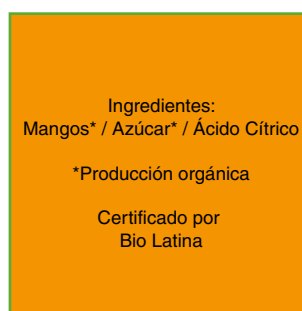 Ingredientes:
Mangos* / Azúcar* / Ácido Cítrico
*Producción orgánica
Certificado por
Bio Latina